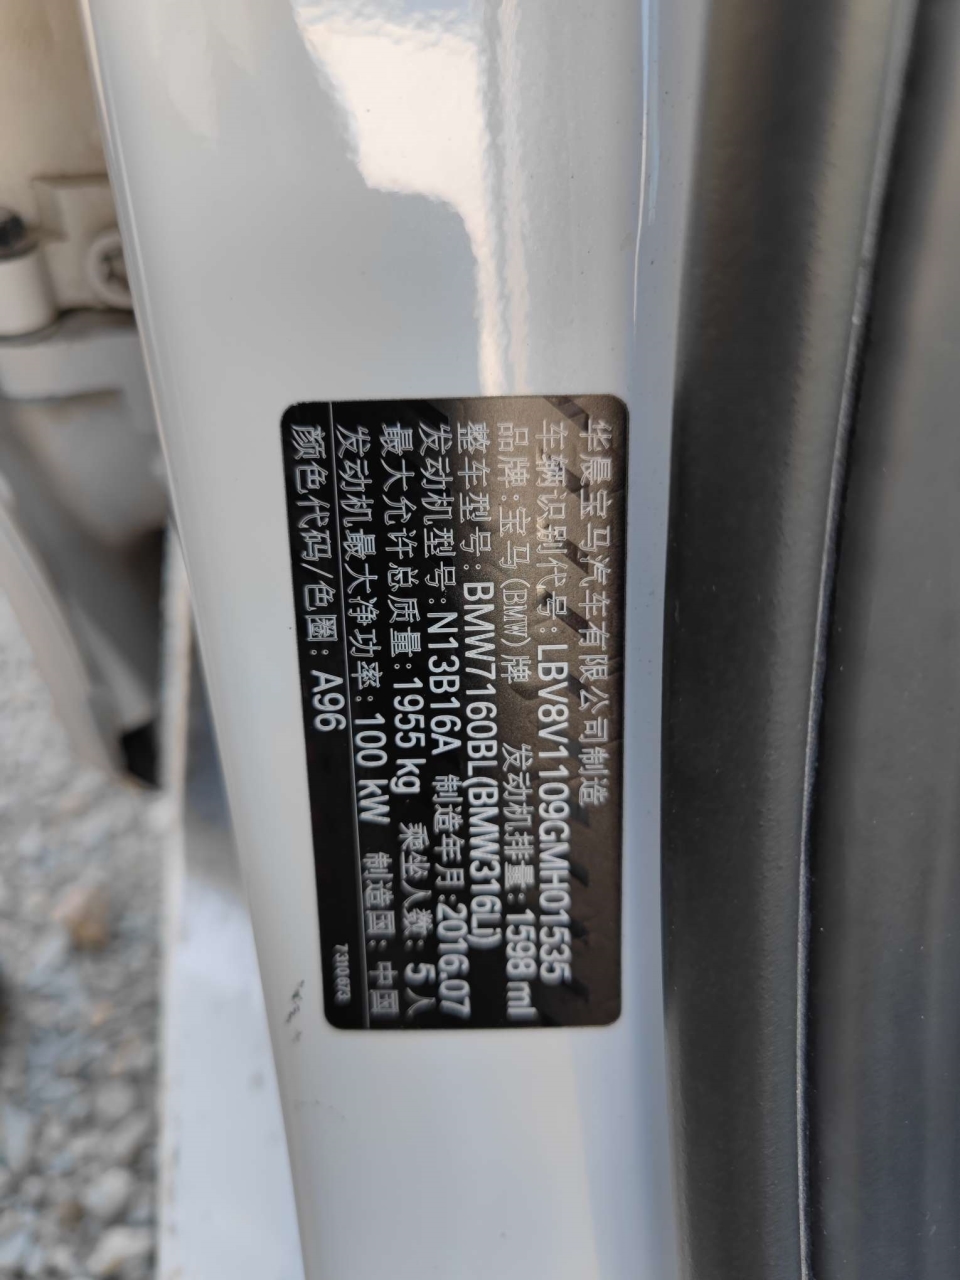 华晨宝马汽车有限公司制造
车辆识别代号：LBV8V1109GMH01535
品牌：宝马(BMW)牌 发动机排量：1598 ml
整车型号：BMW7160BL(BMW316Li)
发动机型号：N13B16A 制造年月：2016.07
最大允许总质量：1955 kg 乘坐人数：5 人
发动机最大净功率：100 kW 制造国：中国
颜色代码/色圈：A96 7310673